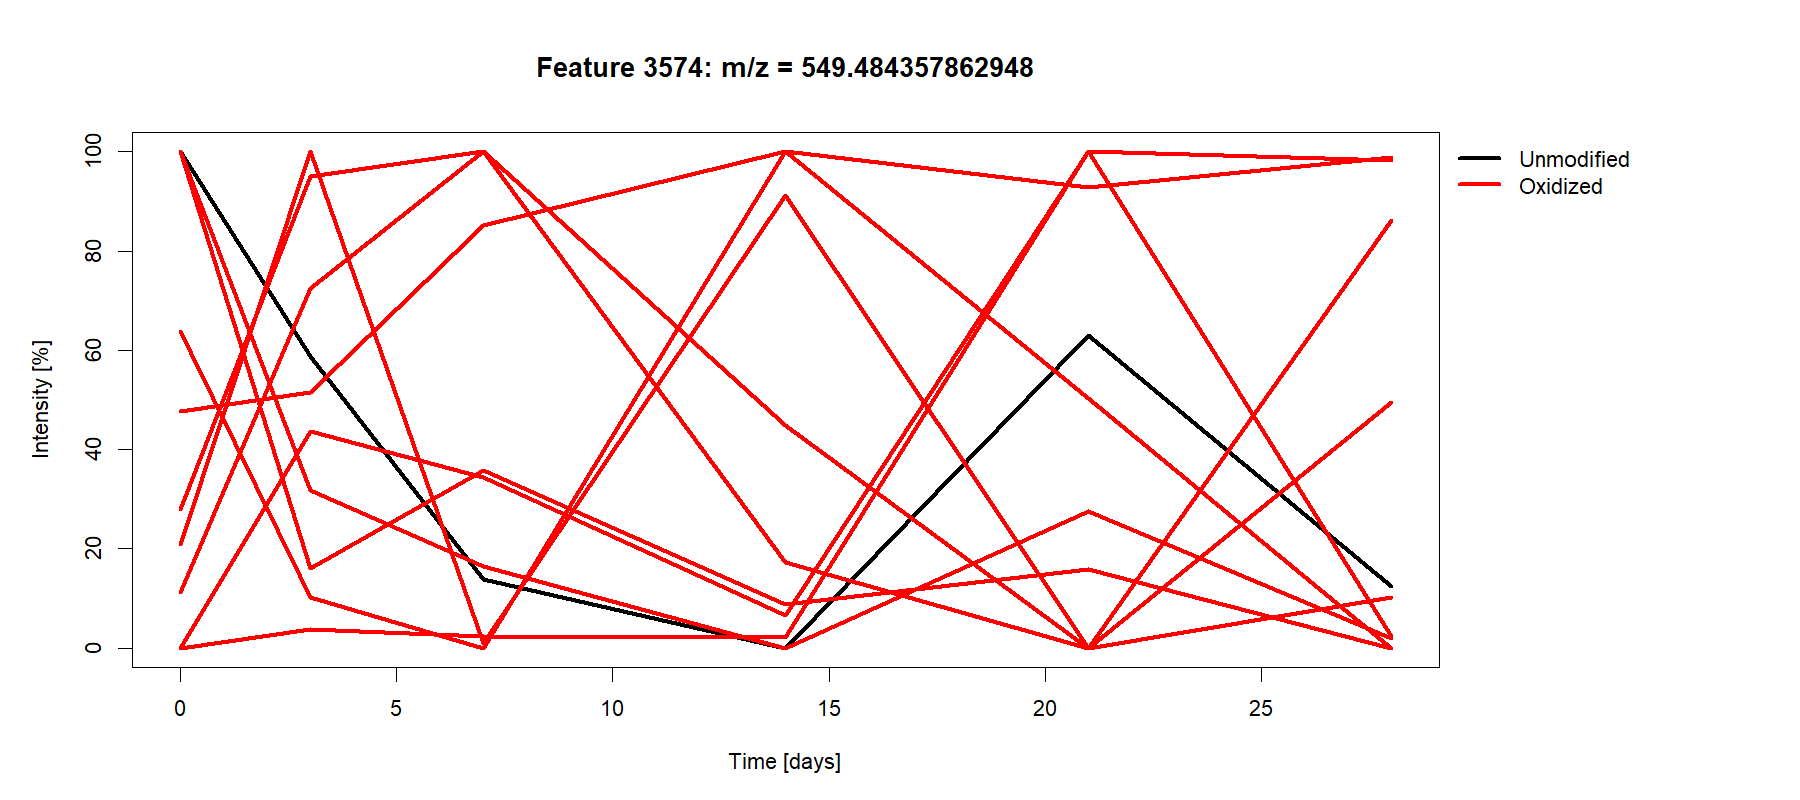 Feature 3574: m/z = 549.484357862948
Unmodified
Oxidized
Intensity [%]
100
80
60
40
20
0
0 5 10 15 20 25
Time [days]